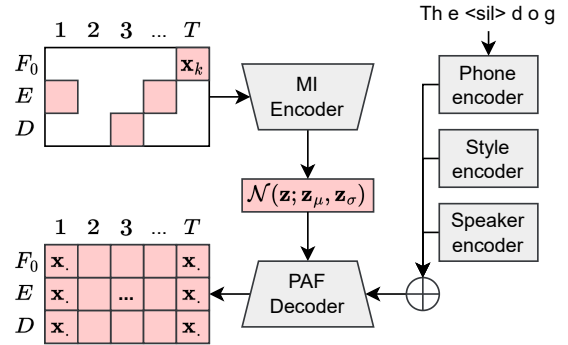 Th e <sil> d o g
1 2 3 ... T
F₀
E
D
𝐱ₖ
MI
Encoder
Phone
encoder
Style
encoder
Speaker
encoder
𝒩(𝐳; 𝐳_μ, 𝐳_σ)
1 2 3 ... T
F₀ 𝐱. 𝐱.
E 𝐱. ... 𝐱.
D 𝐱. 𝐱.
PAF
Decoder